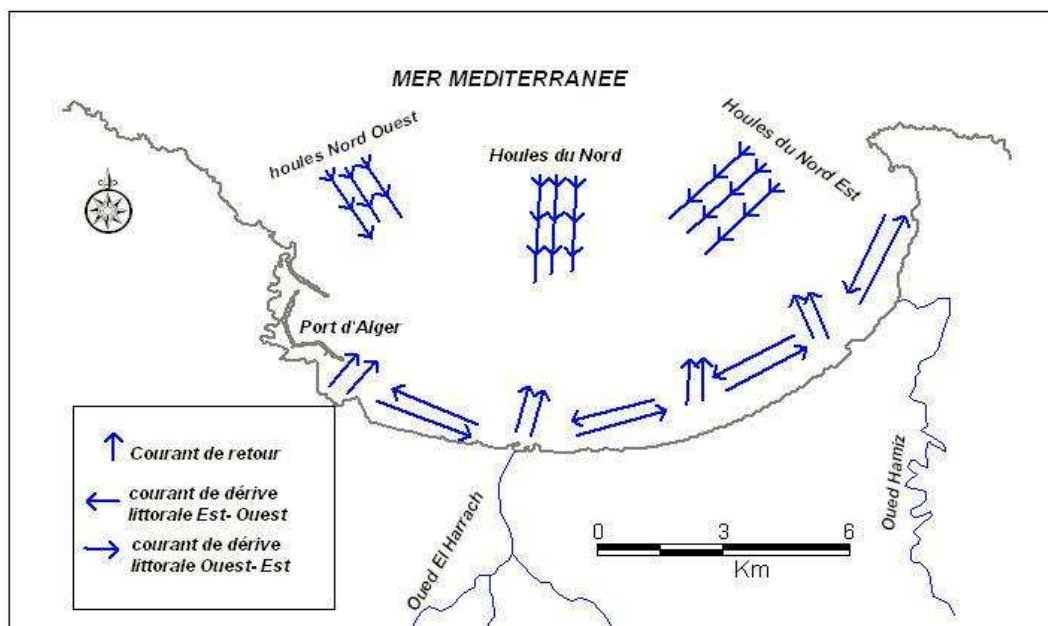 MER MEDITERRANEE
houles Nord Ouest
Houles du Nord
Houles du Nord Est
Port d'Alger
Courant de retour
courant de dérive
littorale Est- Ouest
courant de dérive
littorale Ouest- Est
Oued El Harrach
Oued Hamiz
0 3 6
Km